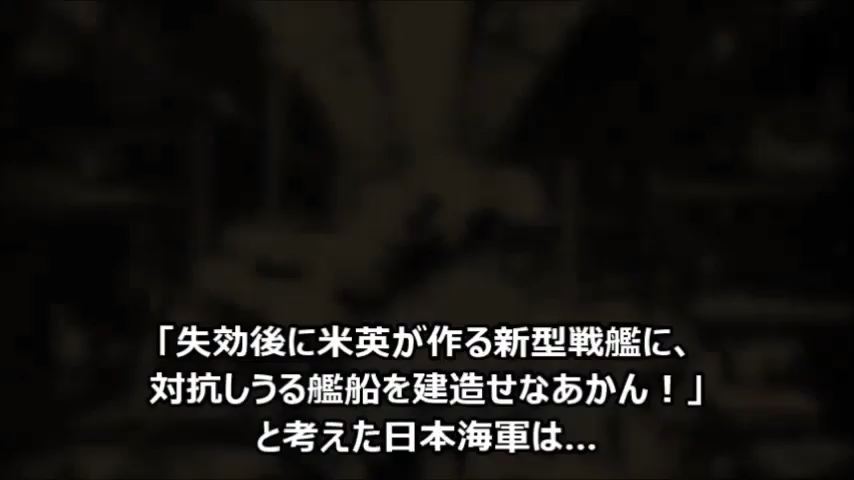 「失効後に米英が作る新型戦艦に、
対抗しうる艦船を建造せなあかん！」
と考えた日本海軍は…